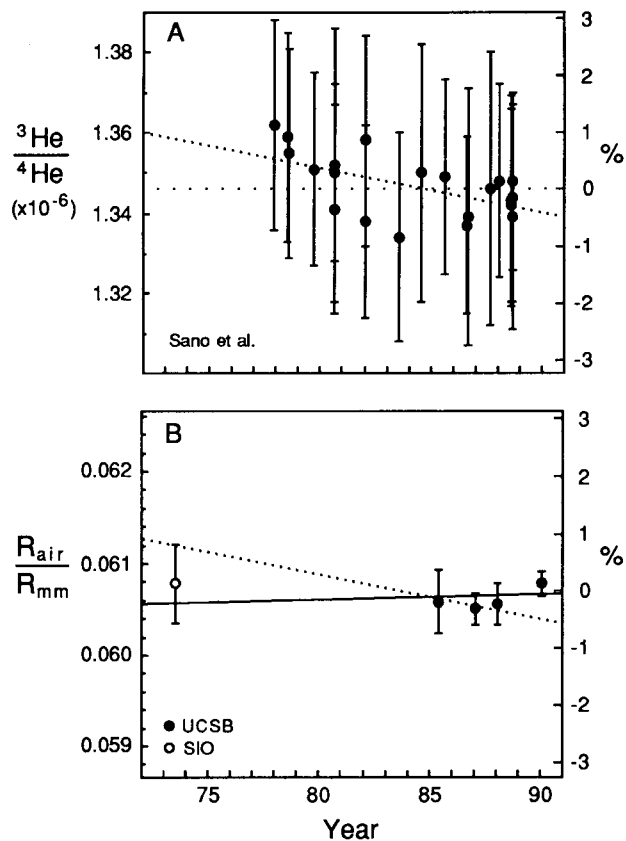 A
3He
4He
(x10-6)
1.38
1.36
1.34
1.32
3
2
1
0
-1
-2
-3
%
Sano et al.
B
Rair
Rmm
0.062
0.061
0.060
0.059
3
2
1
0
-1
-2
-3
%
UCSB
SIO
75 80 85 90
Year